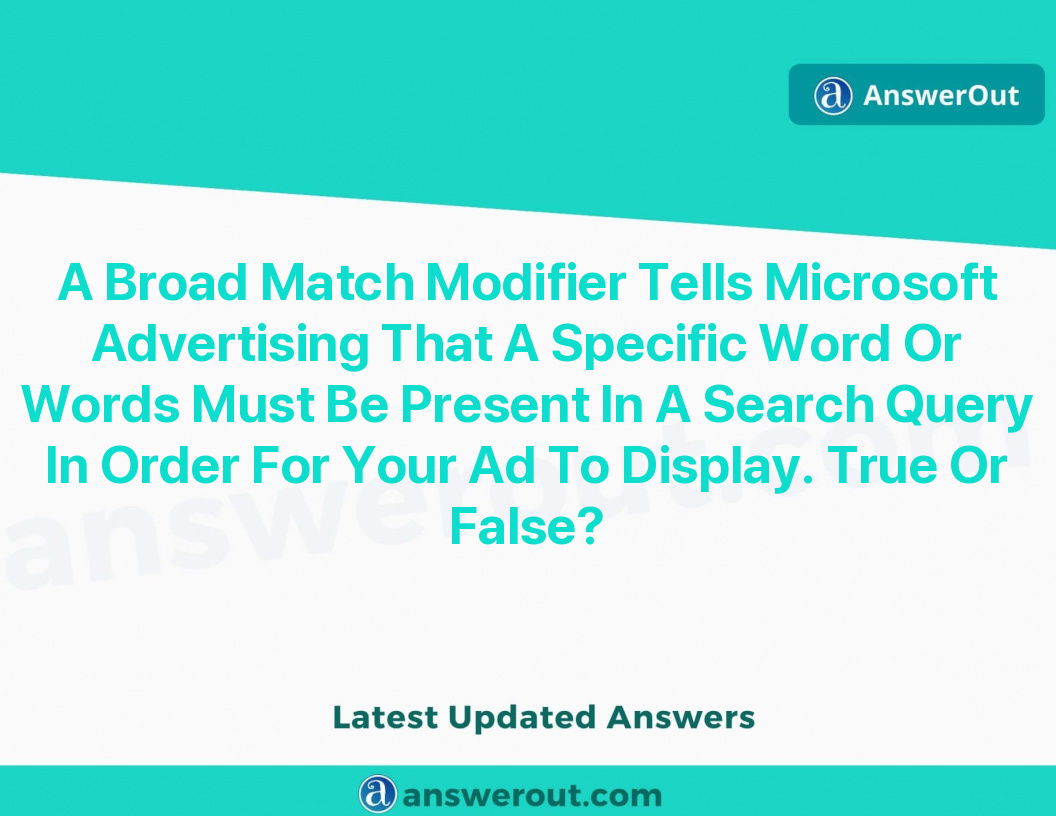 AnswerOut
A Broad Match Modifier Tells Microsoft
Advertising That A Specific Word Or
Words Must Be Present In A Search Query
In Order For Your Ad To Display. True Or
False?
answerout.com
Latest Updated Answers
answerout.com